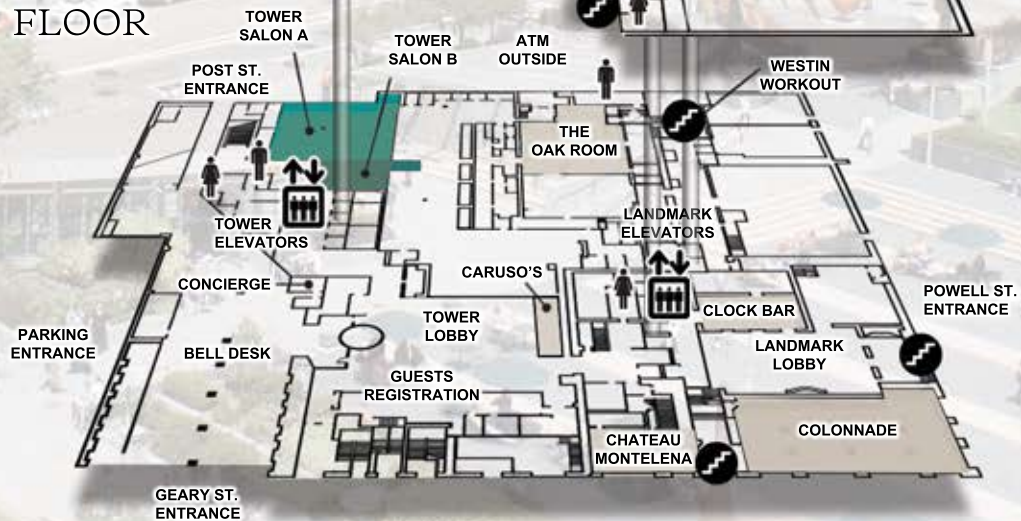 FLOOR
TOWER
SALON A
TOWER
SALON B
ATM
OUTSIDE
POST ST.
ENTRANCE
WESTIN
WORKOUT
THE
OAK ROOM
TOWER
ELEVATORS
LANDMARK
ELEVATORS
CONCIERGE
CARUSO'S
CLOCK BAR
POWELL ST.
ENTRANCE
PARKING
ENTRANCE
BELL DESK
TOWER
LOBBY
LANDMARK
LOBBY
GUESTS
REGISTRATION
CHATEAU
MONTELENA
COLONNADE
GEARY ST.
ENTRANCE